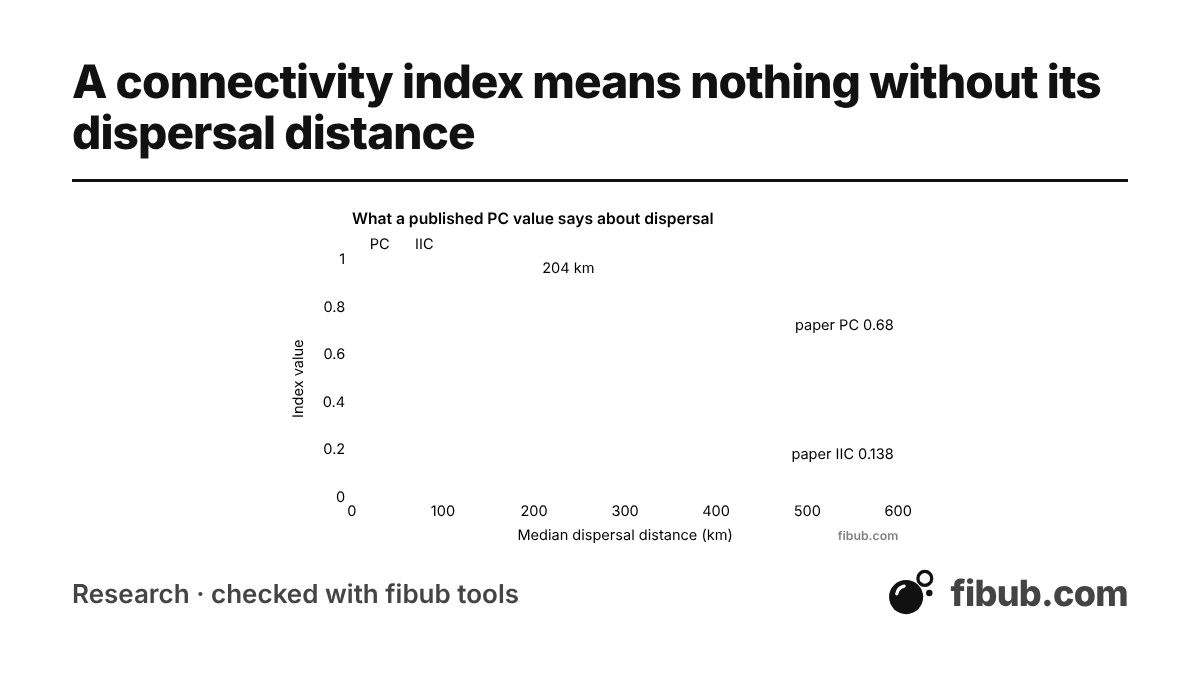 A connectivity index means nothing without its
dispersal distance
What a published PC value says about dispersal
PC IIC
1
204 km
0.8
paper PC 0.68
0.6
Index value
0.4
0.2
paper IIC 0.138
0
0 100 200 300 400 500 600
Median dispersal distance (km)
fibub.com
Research · checked with fibub tools
fibub.com